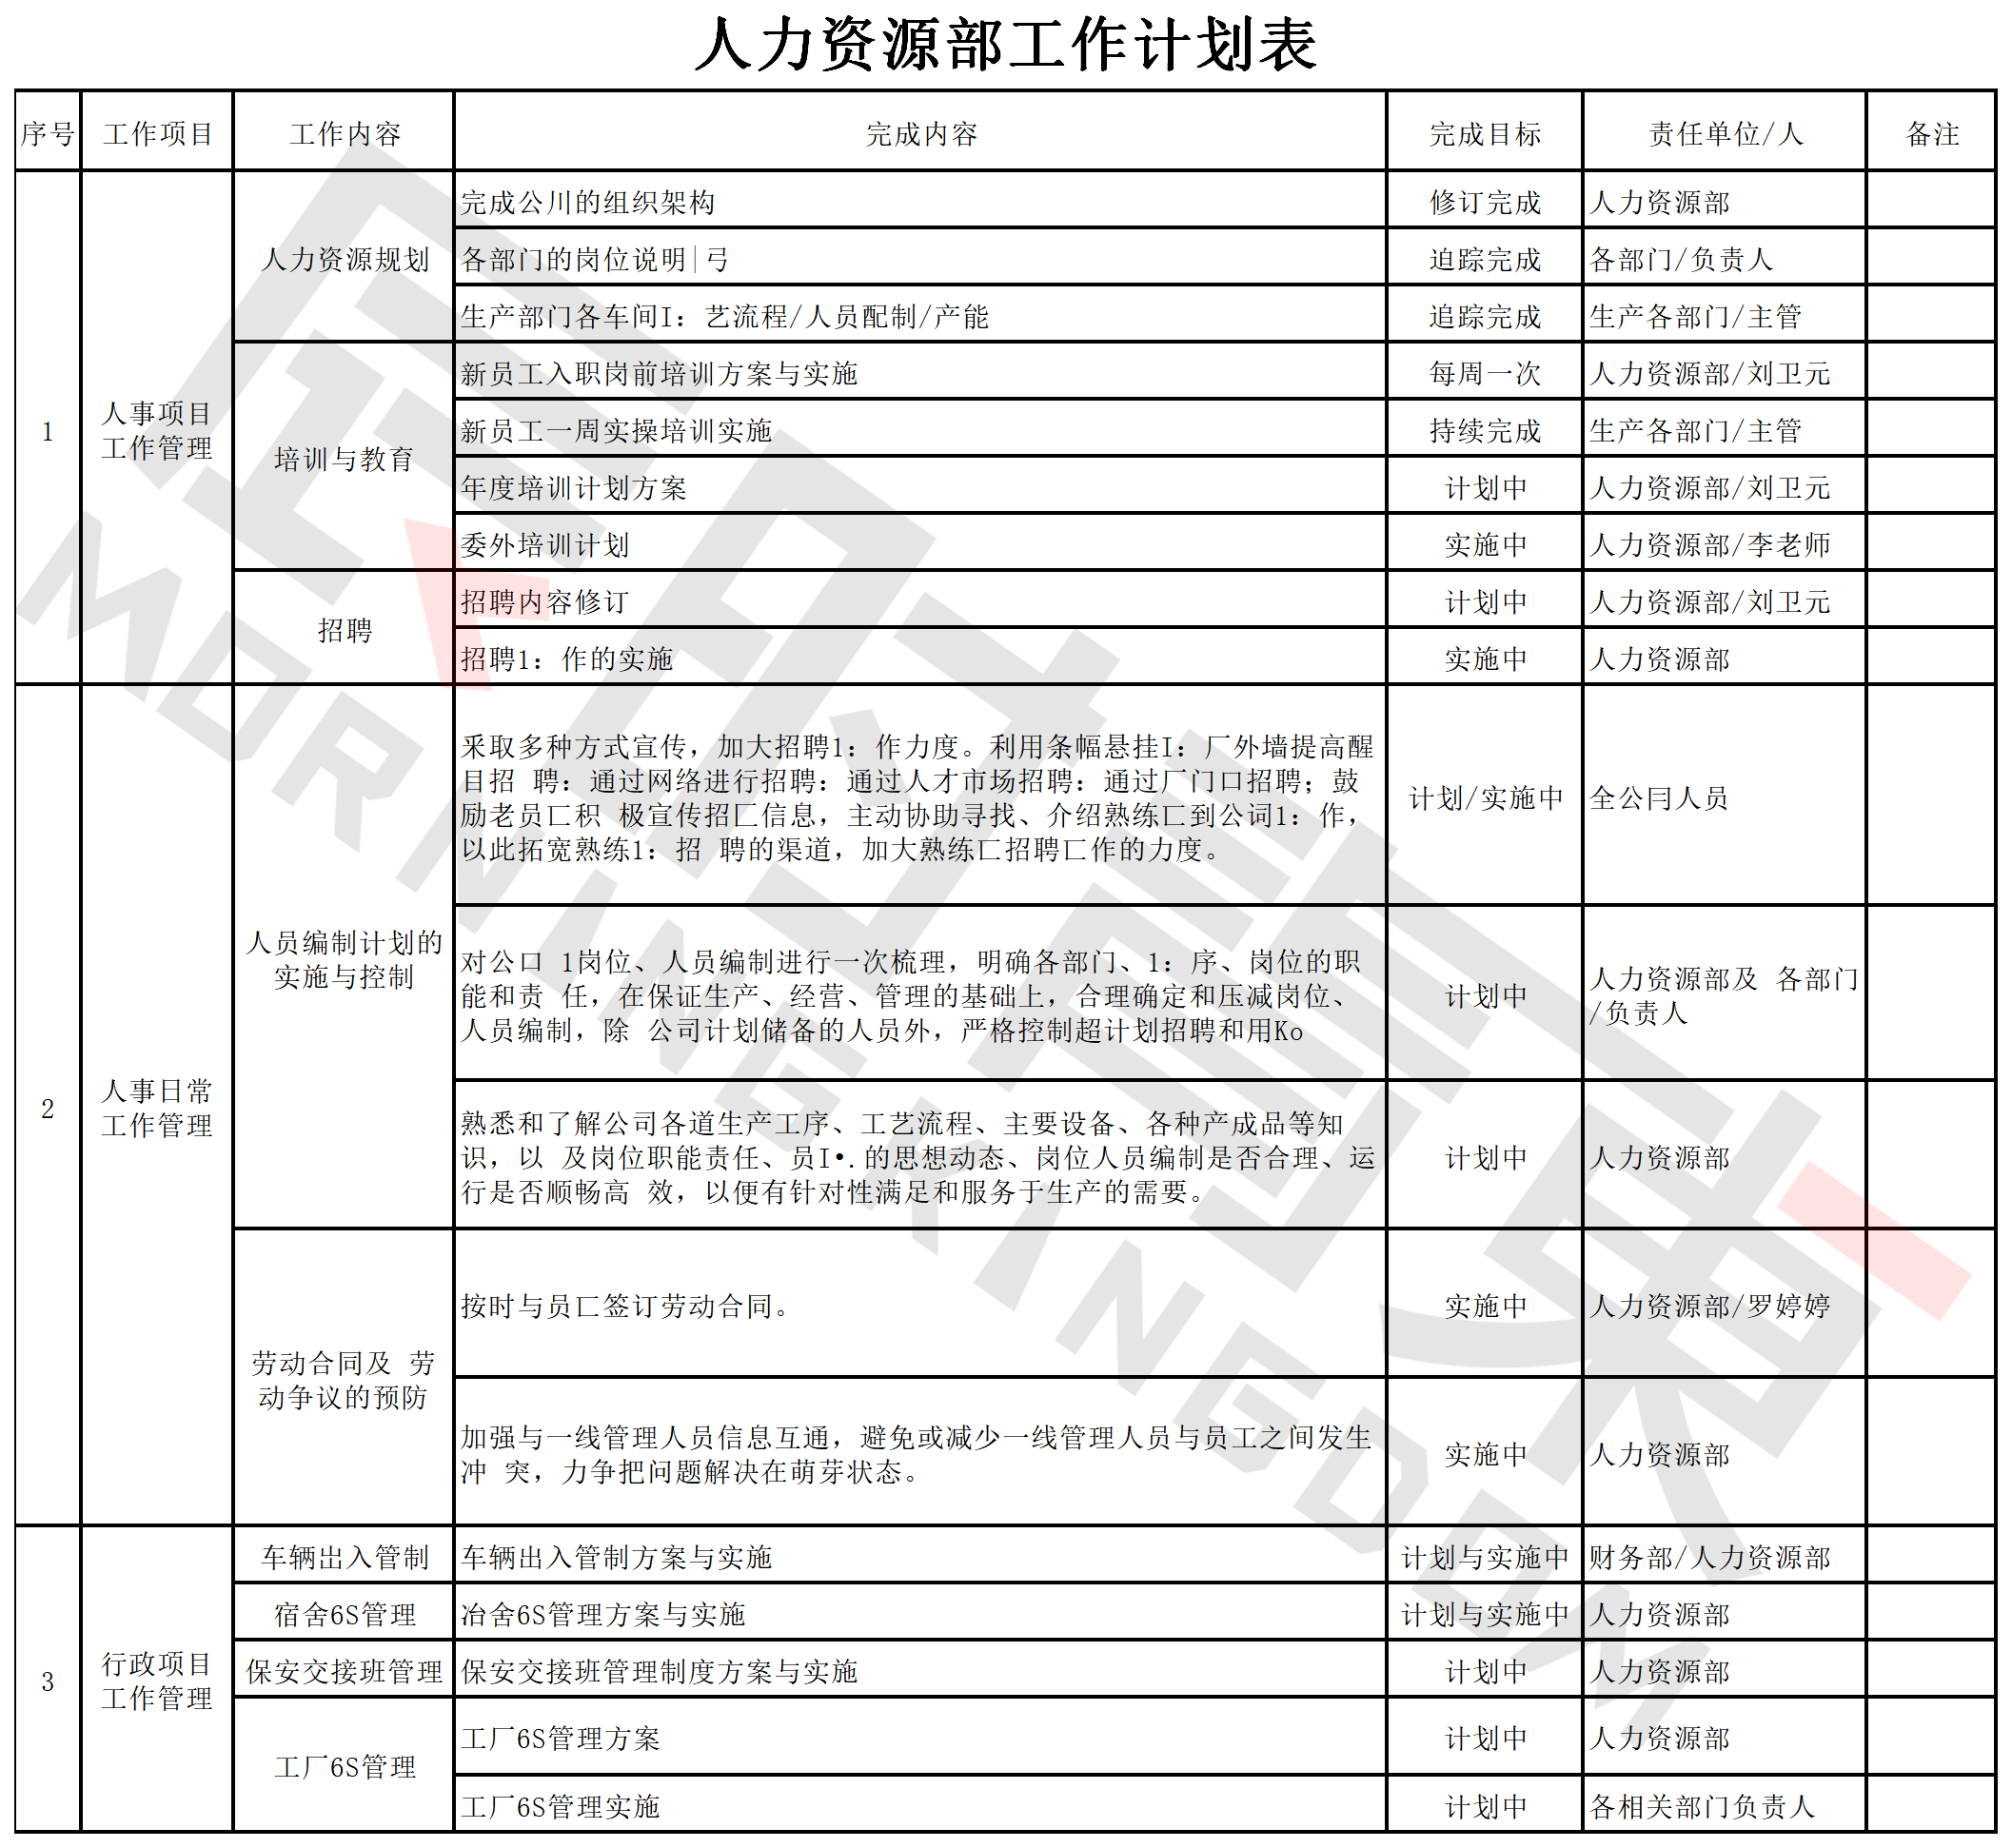 人力资源部工作计划表
序号 工作项目 工作内容 完成内容 完成目标 责任单位/人 备注
1
人事项目
工作管理
人力资源规划
完成公川的组织架构 修订完成 人力资源部
各部门的岗位说明|弓 追踪完成 各部门/负责人
生产部门各车间I：艺流程/人员配制/产能 追踪完成 生产各部门/主管
培训与教育
新员工入职岗前培训方案与实施 每周一次 人力资源部/刘卫元
新员工一周实操培训实施 持续完成 生产各部门/主管
年度培训计划方案 计划中 人力资源部/刘卫元
委外培训计划 实施中 人力资源部/李老师
招聘
招聘内容修订 计划中 人力资源部/刘卫元
招聘1：作的实施 实施中 人力资源部
2
人事日常
工作管理
人员编制计划的
实施与控制
釆取多种方式宣传，加大招聘1：作力度。利用条幅悬挂I：厂外墙提高醒
目招 聘：通过网络进行招聘：通过人才市场招聘：通过厂门口招聘；鼓
励老员匚积 极宣传招匚信息，主动协助寻找、介绍熟练匚到公词1：作，
以此拓宽熟练1：招 聘的渠道，加大熟练匚招聘匚作的力度。
计划/实施中 全公冃人员
对公口 1岗位、人员编制进行一次梳理，明确各部门、1：序、岗位的职
能和责 任，在保证生产、经营、管理的基础上，合理确定和压减岗位、
人员编制，除 公司计划储备的人员外，严格控制超计划招聘和用Ko
计划中
人力资源部及 各部门
/负责人
熟悉和了解公司各道生产工序、工艺流程、主要设备、各种产成品等知
识，以 及岗位职能责任、员I•.的思想动态、岗位人员编制是否合理、运
行是否顺畅高 效，以便有针对性满足和服务于生产的需要。
计划中 人力资源部
劳动合同及 劳
动争议的预防
按时与员匚签订劳动合同。 实施中 人力资源部/罗婷婷
加强与一线管理人员信息互通，避免或减少一线管理人员与员工之间发生
冲 突，力争把问题解决在萌芽状态。
实施中 人力资源部
3
行政项目
工作管理
车辆出入管制 车辆出入管制方案与实施 计划与实施中 财务部/人力资源部
宿舍6S管理 冶舍6S管理方案与实施 计划与实施中 人力资源部
保安交接班管理 保安交接班管理制度方案与实施 计划中 人力资源部
工厂6S管理
工厂6S管理方案 计划中 人力资源部
工厂6S管理实施 计划中 各相关部门负责人
MORNINGKINGDOM